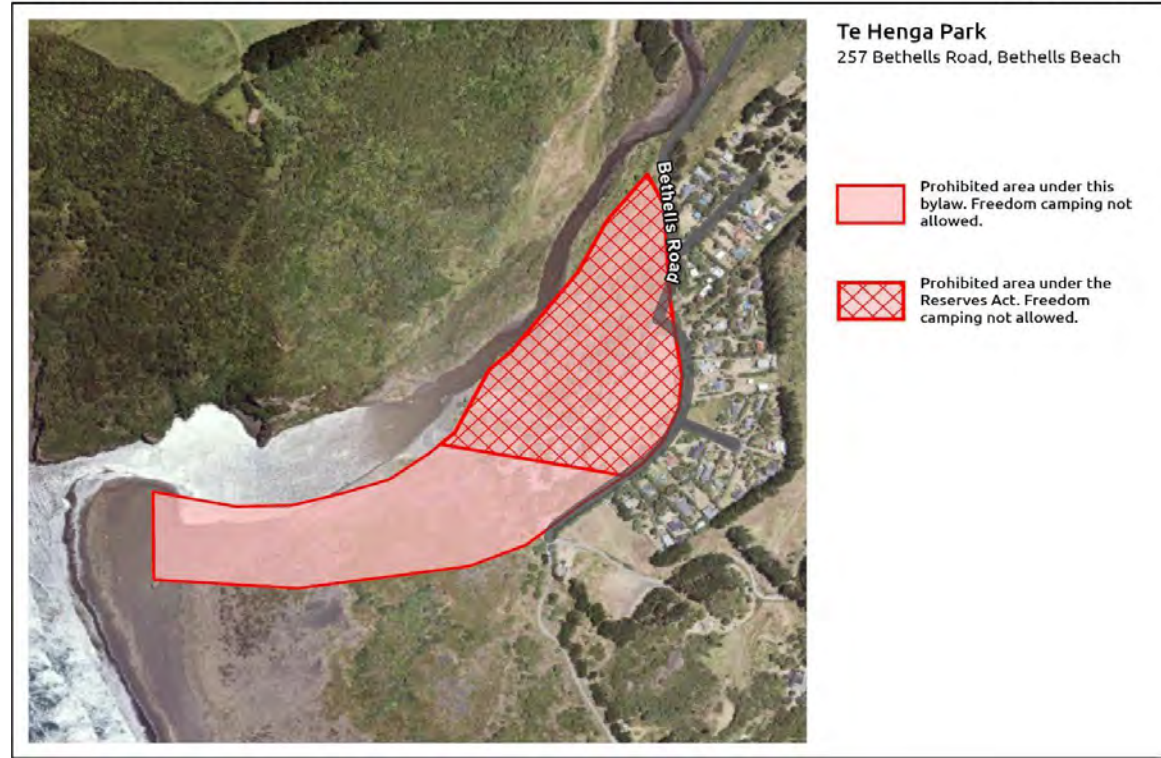 Te Henga Park
257 Bethells Road, Bethells Beach
Bethells Road
Prohibited area under this
bylaw. Freedom camping not
allowed.
Prohibited area under the
Reserves Act. Freedom
camping not allowed.